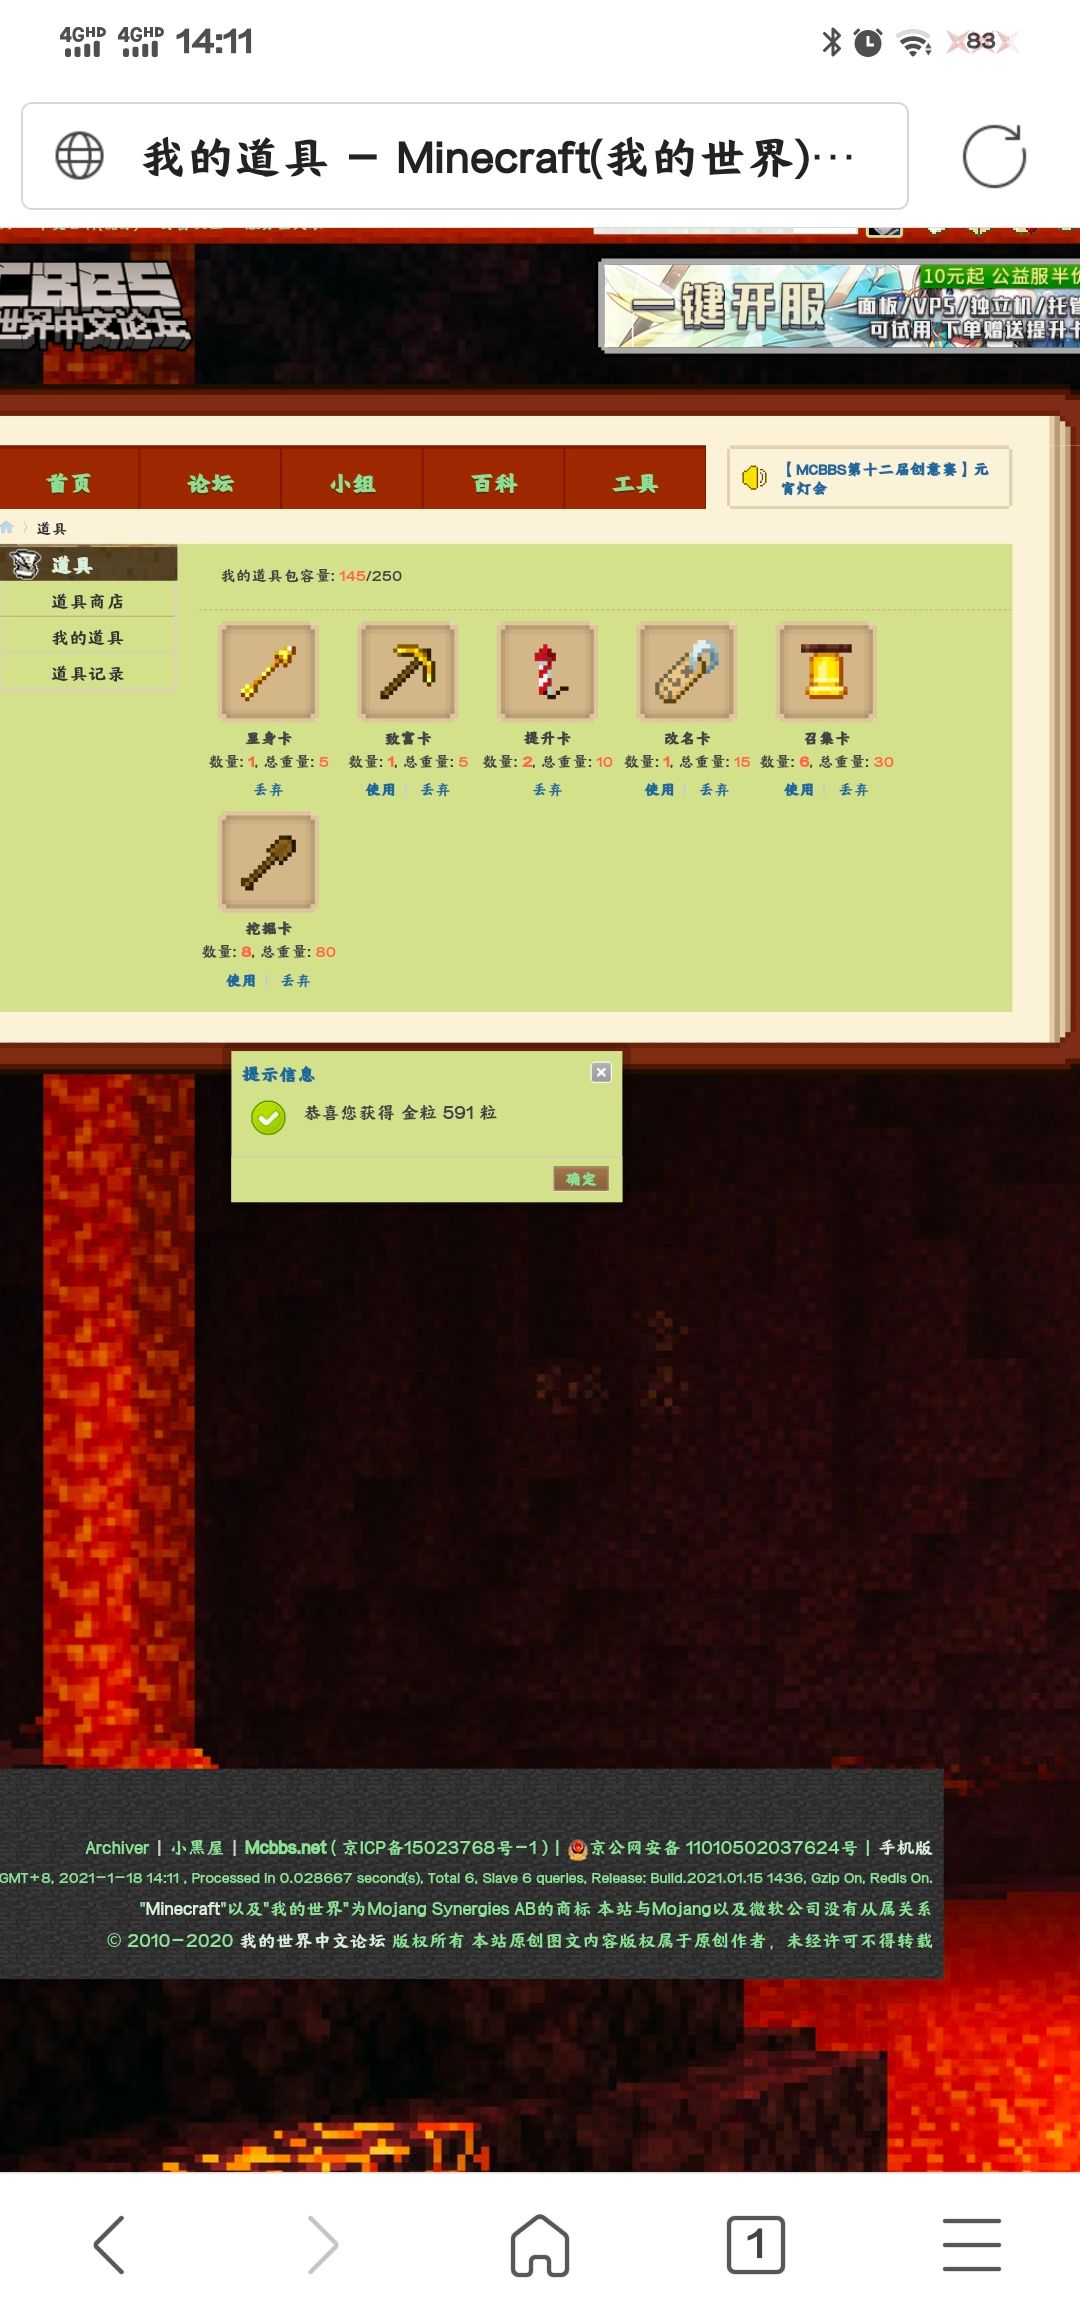 4GHD 4GHD 14:11 83
我的道具 - Minecraft(我的世界)···
CBBS
世界中文论坛
10元起 公益服半价
一键开服
面板/VPS/独立机/托管
可试用 下单赠送提升卡
首页 论坛 小组 百科 工具
【MCBBS第十二届创意赛】元
宵灯会
道具
道具
道具商店
我的道具
道具记录
我的道具包容量: 145/250
显身卡 致富卡 提升卡 改名卡 召集卡
数量: 1, 总重量: 5 数量: 1, 总重量: 5 数量: 2, 总重量: 10 数量: 1, 总重量: 15 数量: 6, 总重量: 30
丢弃 使用 | 丢弃 丢弃 使用 | 丢弃 使用 | 丢弃
挖掘卡
数量: 8, 总重量: 80
使用 | 丢弃
提示信息
恭喜您获得 金粒 591 粒
确定
Archiver | 小黑屋 | Mcbbs.net ( 京ICP备15023768号-1 ) | 京公网安备 11010502037624号 | 手机版
GMT+8, 2021-1-18 14:11 , Processed in 0.028667 second(s), Total 6, Slave 6 queries, Release: Build.2021.01.15 1436, Gzip On, Redis On.
"Minecraft"以及"我的世界"为Mojang Synergies AB的商标 本站与Mojang以及微软公司没有从属关系
© 2010-2020 我的世界中文论坛 版权所有 本站原创图文内容版权属于原创作者，未经许可不得转载
1